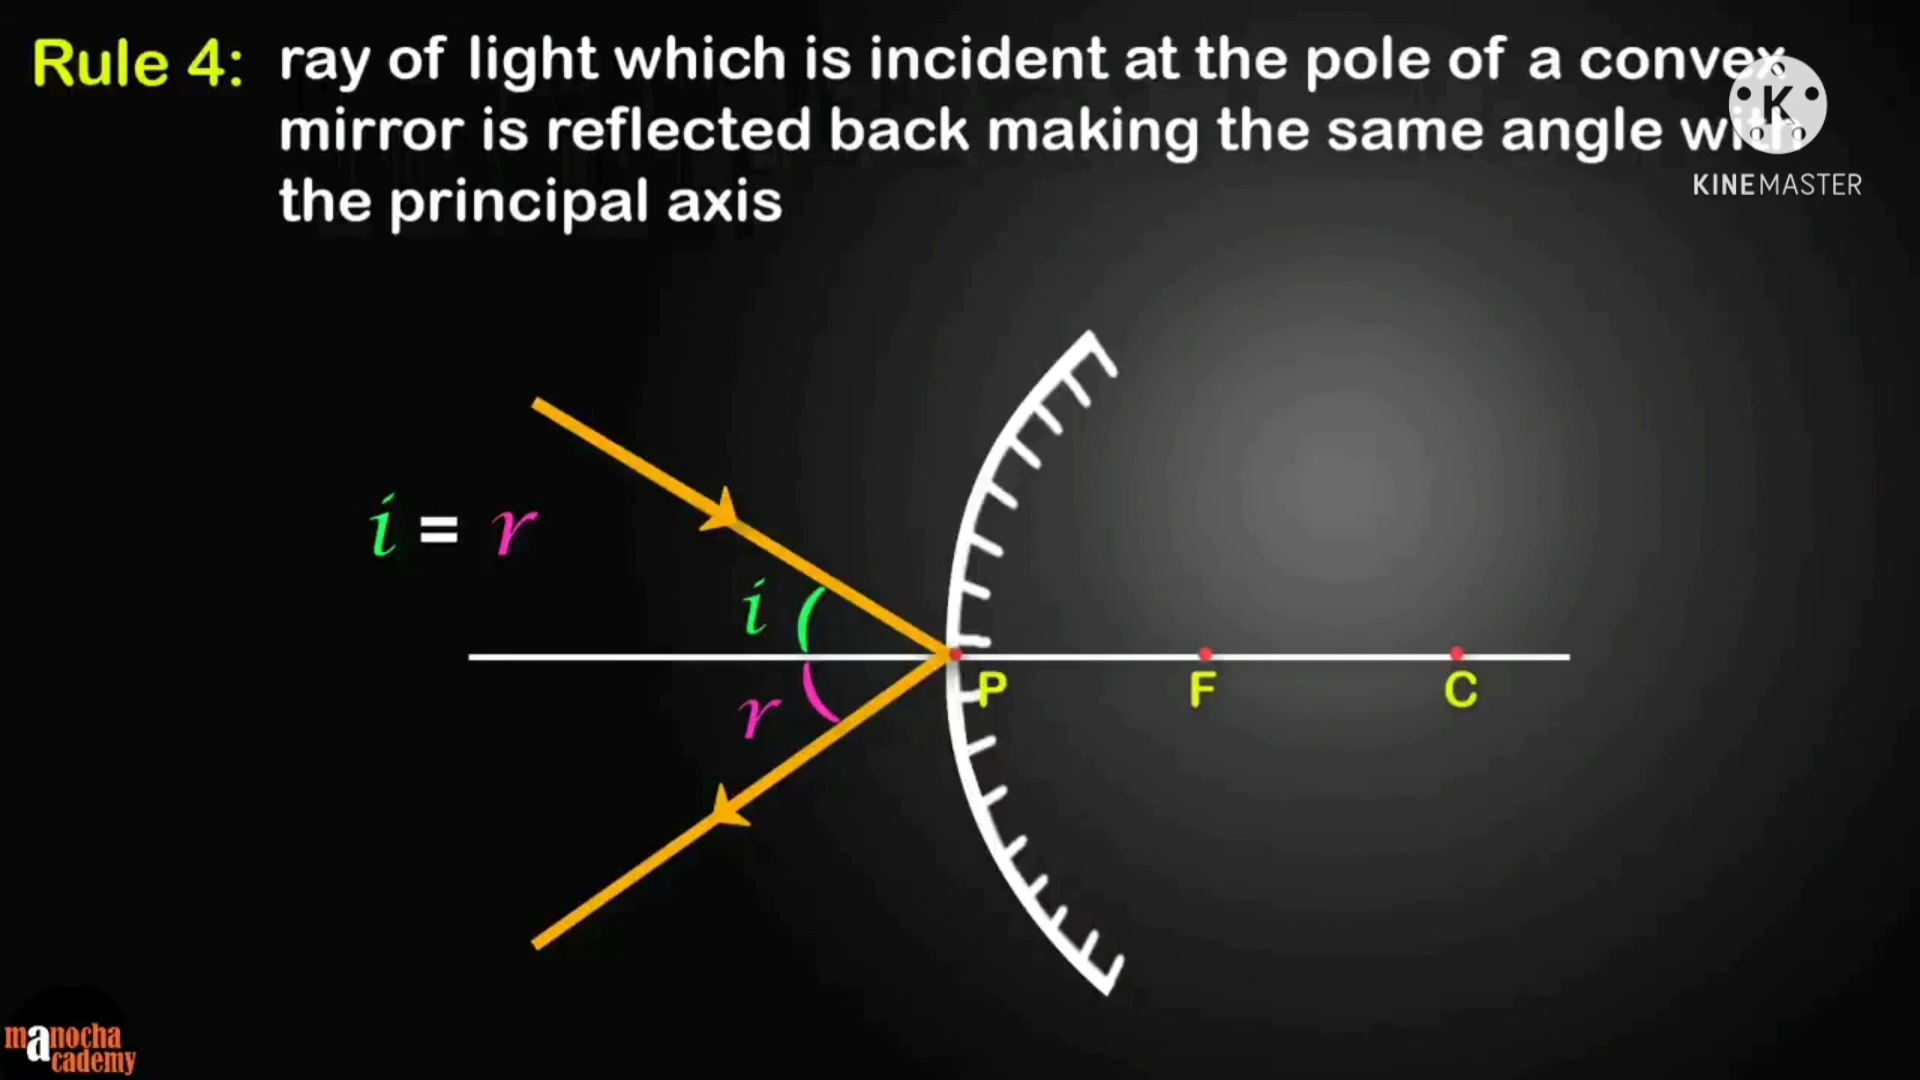 Rule 4: ray of light which is incident at the pole of a convex
mirror is reflected back making the same angle with
the principal axis
K
KINEMASTER
i = r
i
r
P
F
C
manocha
academy